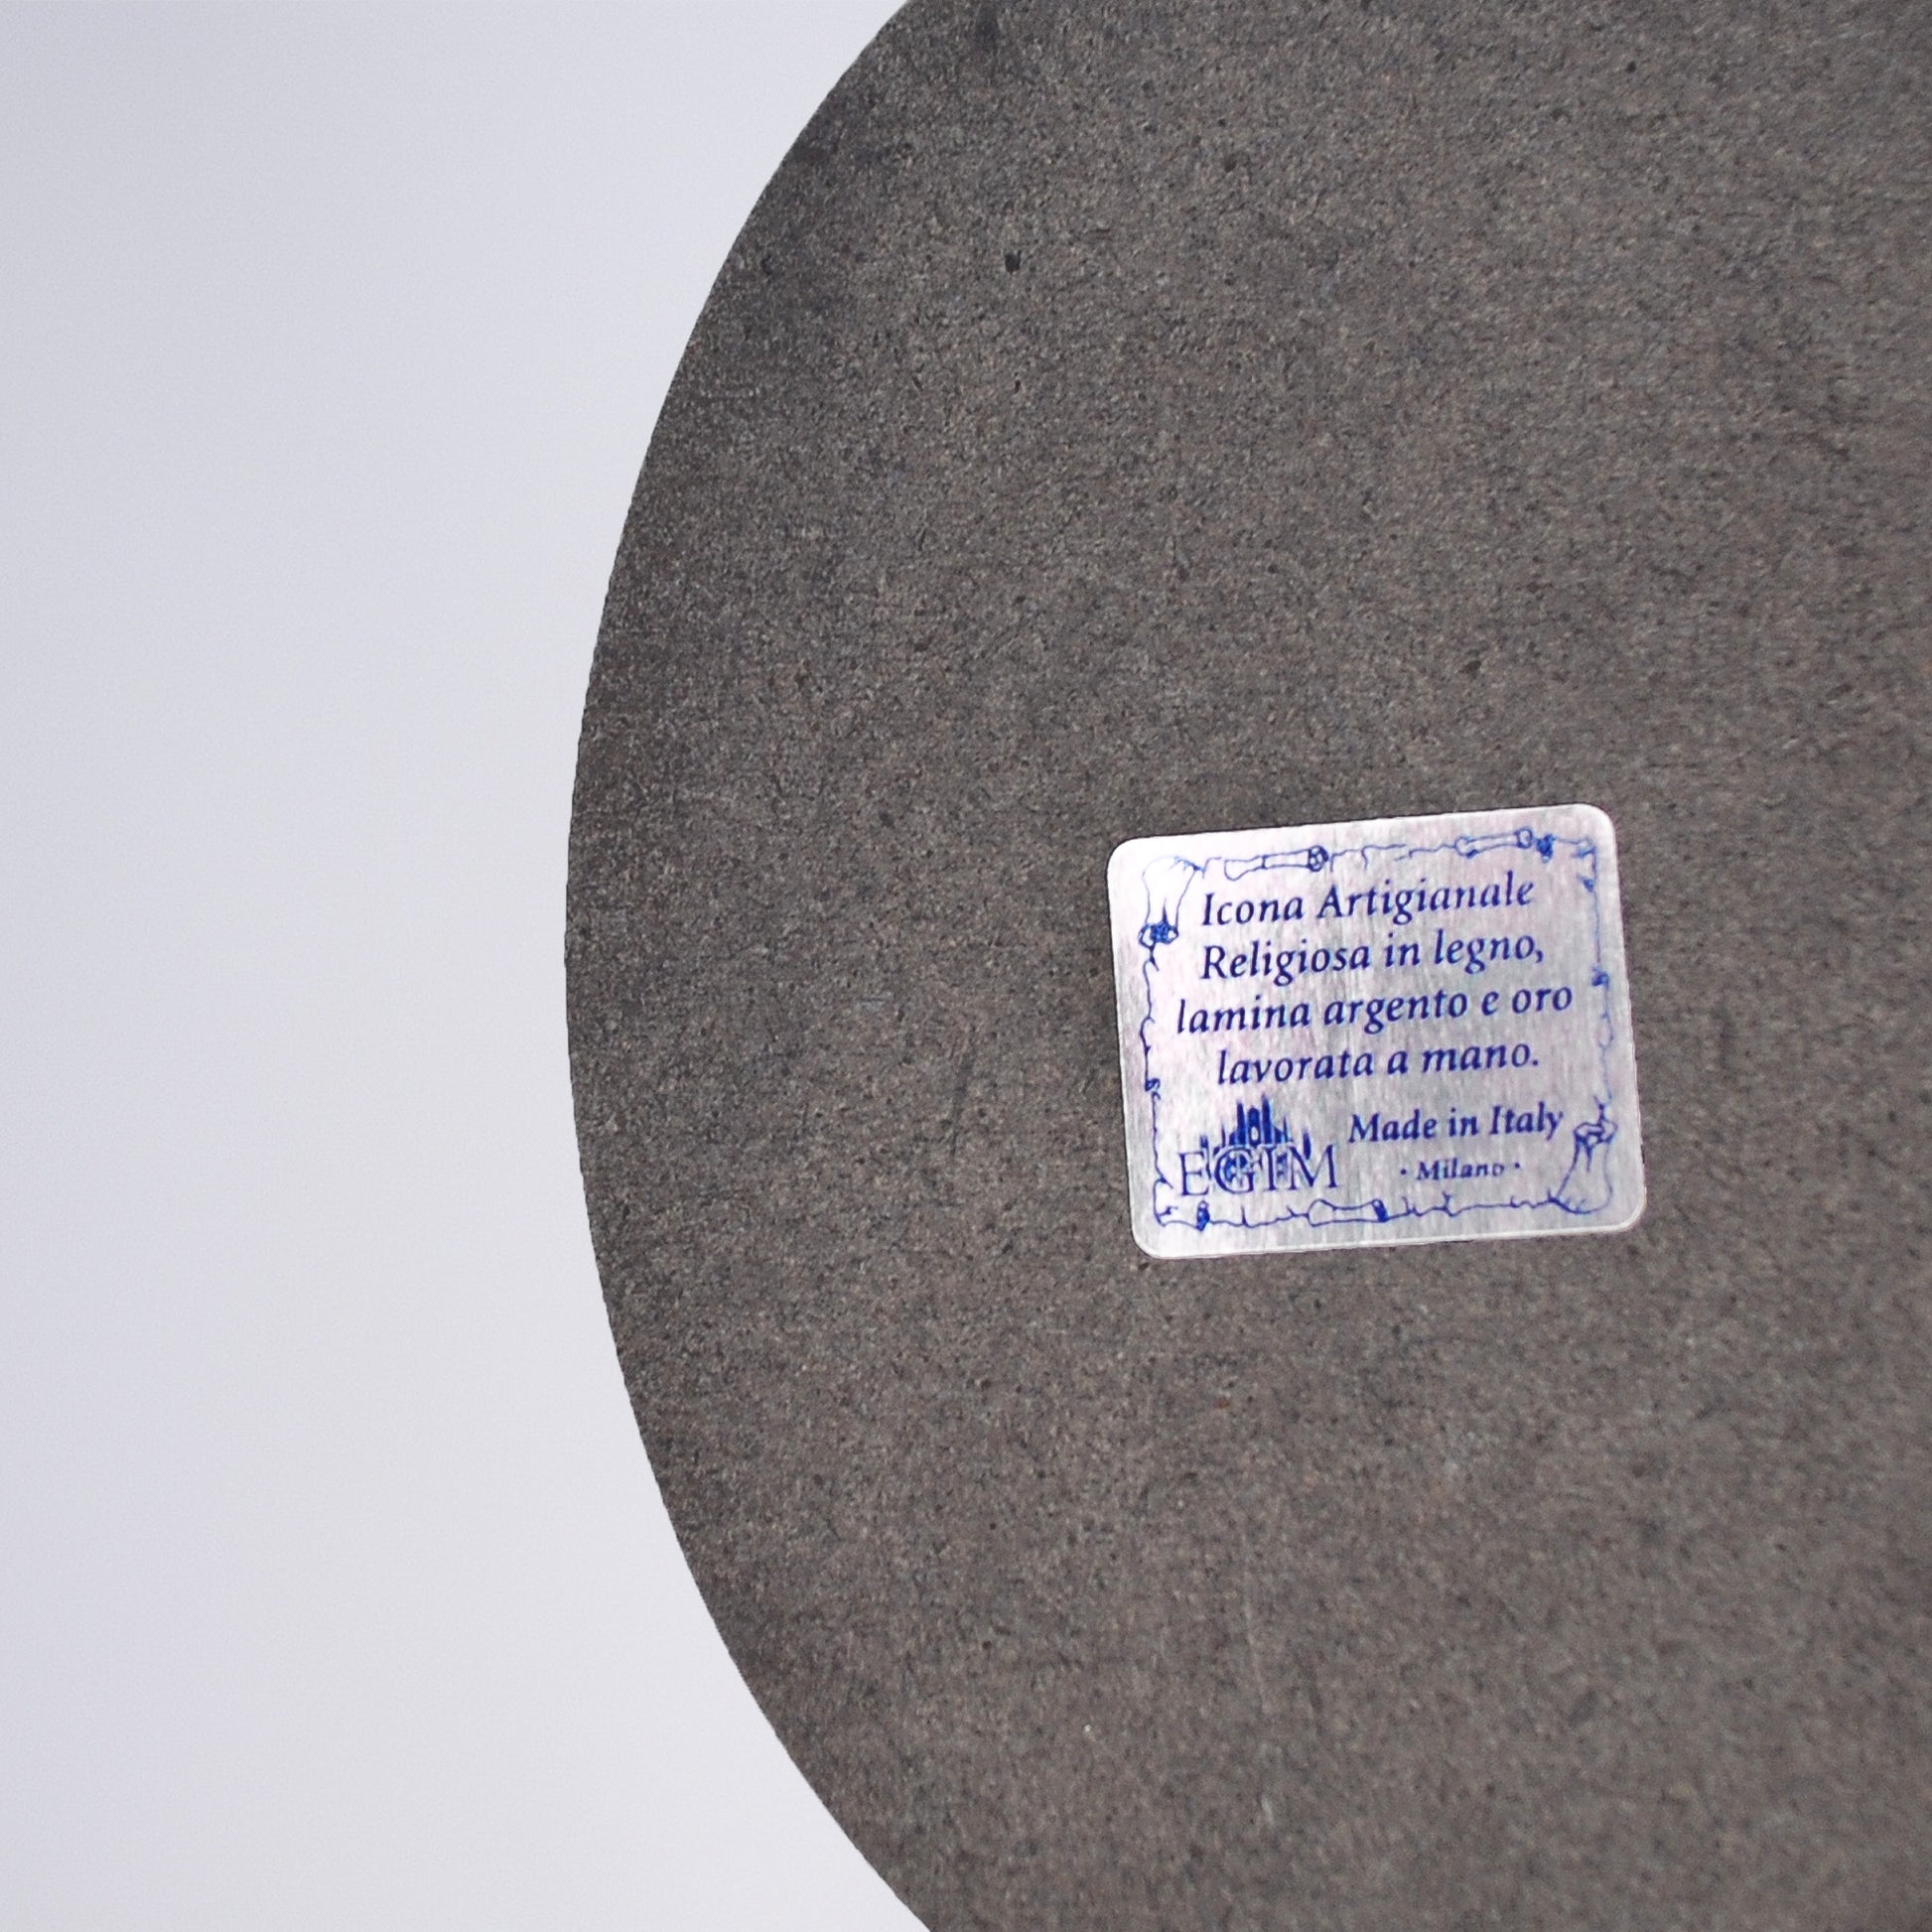 Icona Artigianale
Religiosa in legno,
lamina argento e oro
lavorata a mano.
Made in Italy
EGIM
· Milano ·